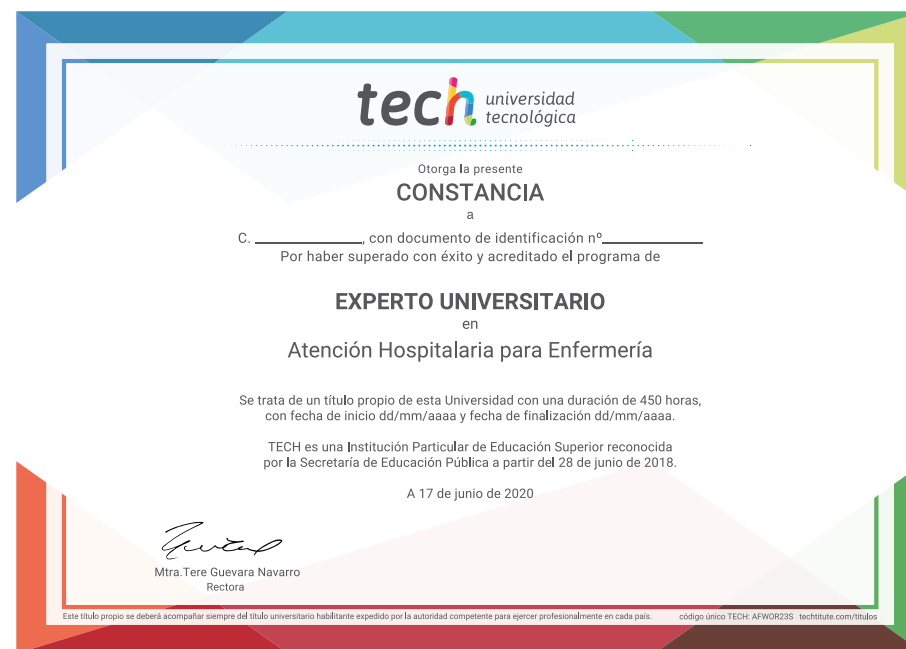 tech universidad
tecnológica
Otorga la presente
CONSTANCIA
a
C. ____________, con documento de identificación nº____________
Por haber superado con éxito y acreditado el programa de
EXPERTO UNIVERSITARIO
en
Atención Hospitalaria para Enfermería
Se trata de un título propio de esta Universidad con una duración de 450 horas,
con fecha de inicio dd/mm/aaaa y fecha de finalización dd/mm/aaaa.
TECH es una Institución Particular de Educación Superior reconocida
por la Secretaría de Educación Pública a partir del 28 de junio de 2018.
A 17 de junio de 2020
Mtra.Tere Guevara Navarro
Rectora
Este título propio se deberá acompañar siempre del título universitario habilitante expedido por la autoridad competente para ejercer profesionalmente en cada país. código único TECH: AFWOR23S techtitute.com/titulos